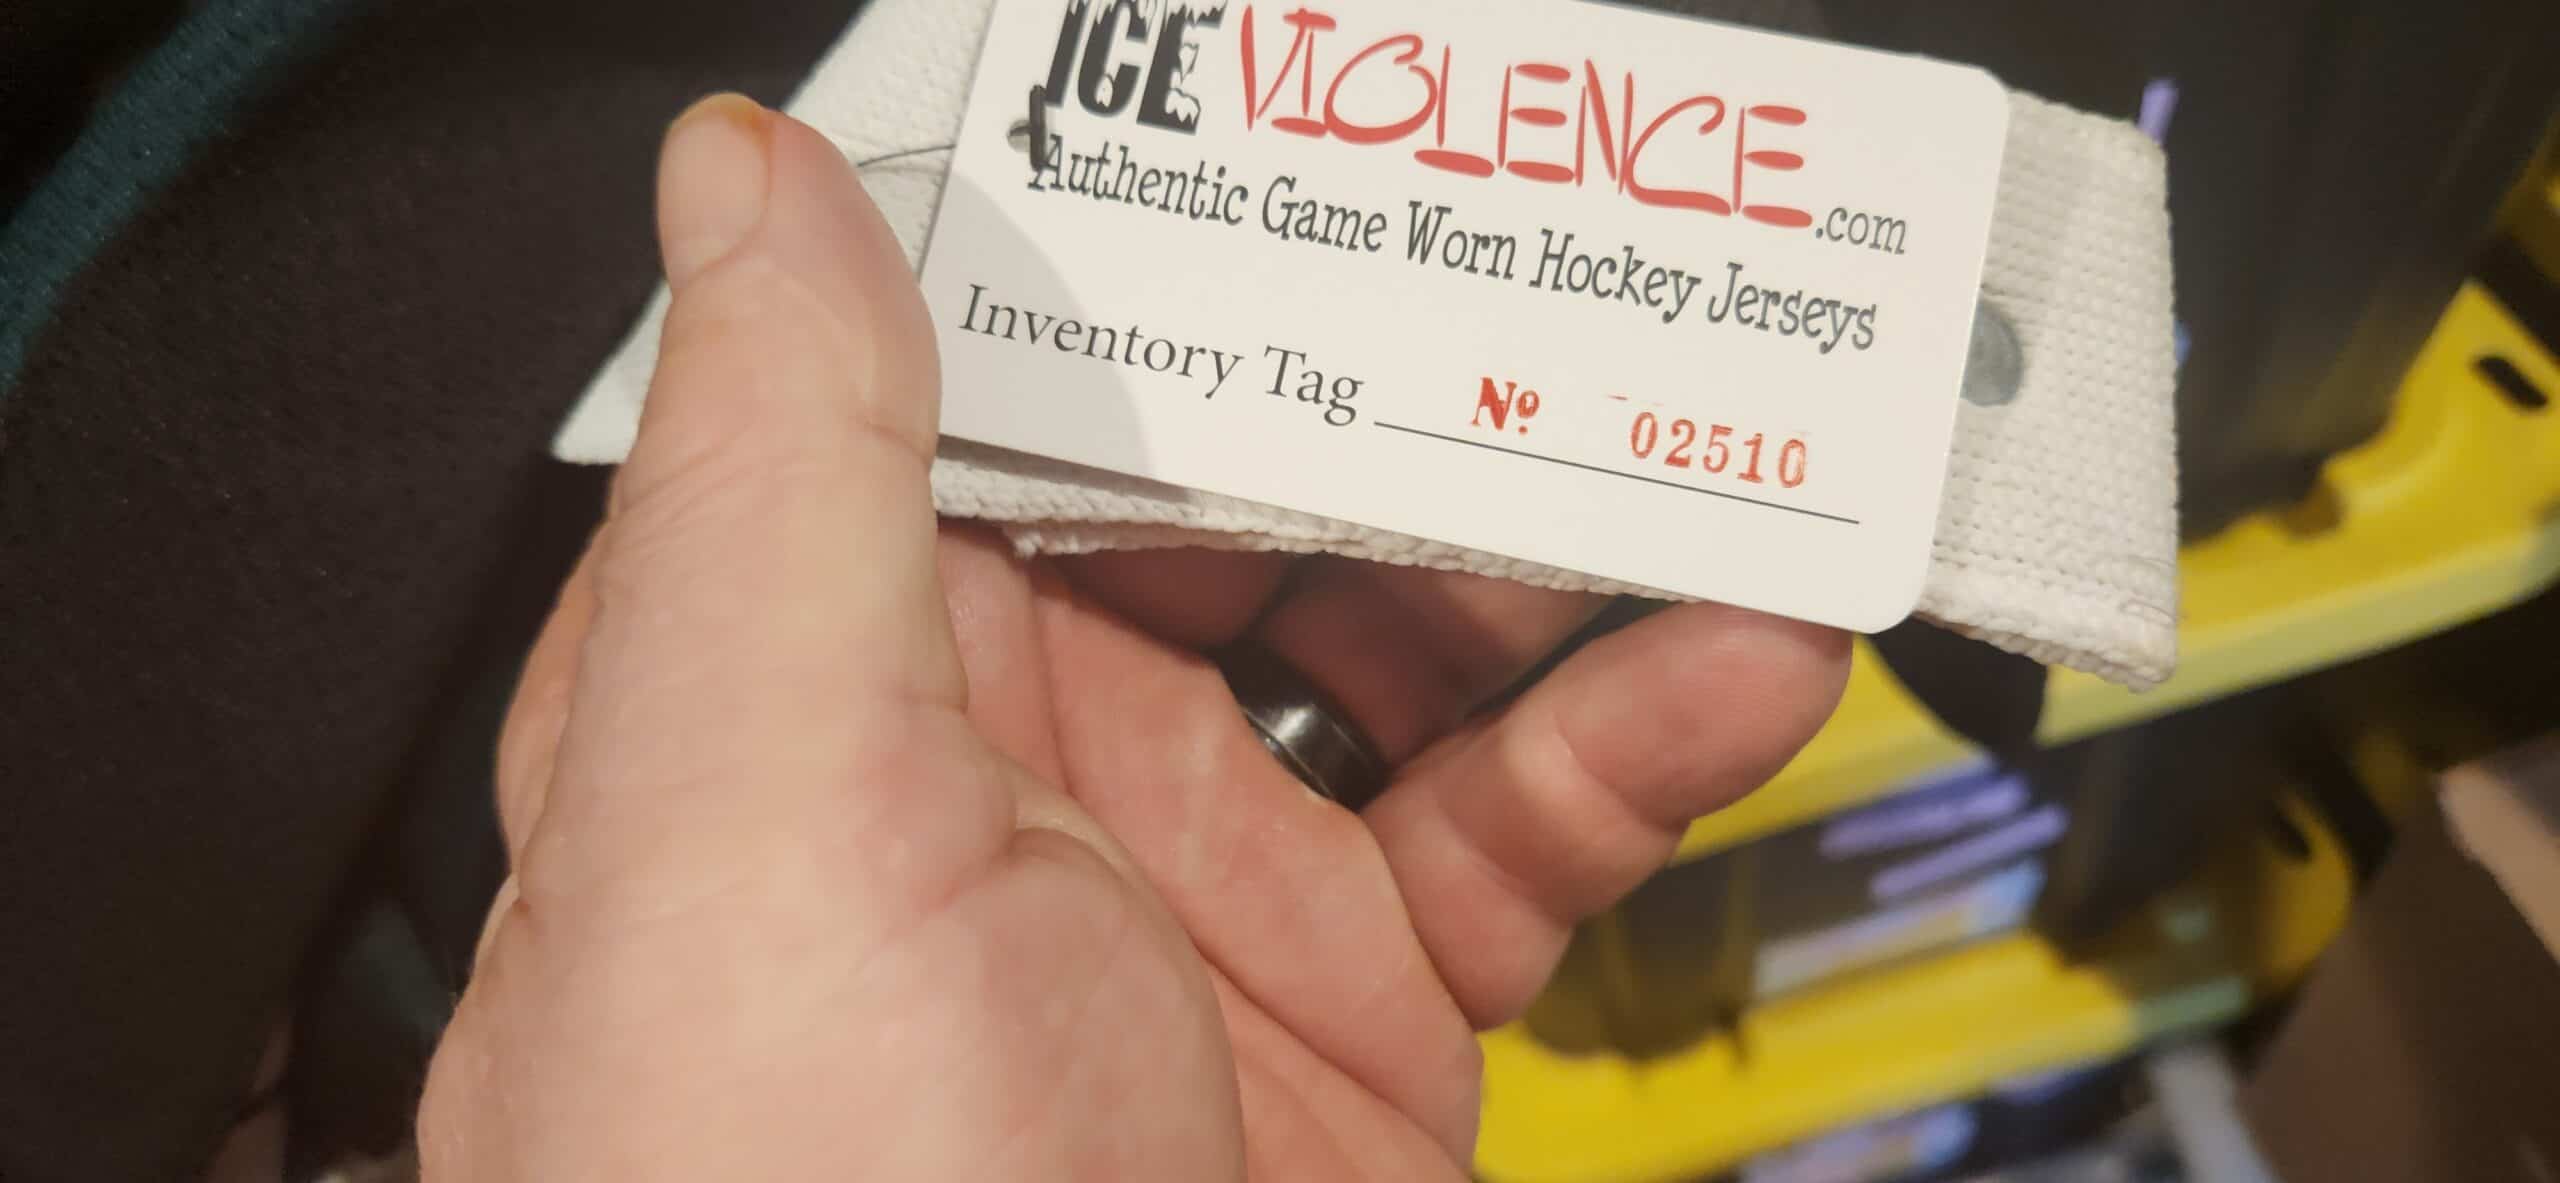 ICE VIOLENCE.com
Authentic Game Worn Hockey Jerseys
Inventory Tag Nº 02510